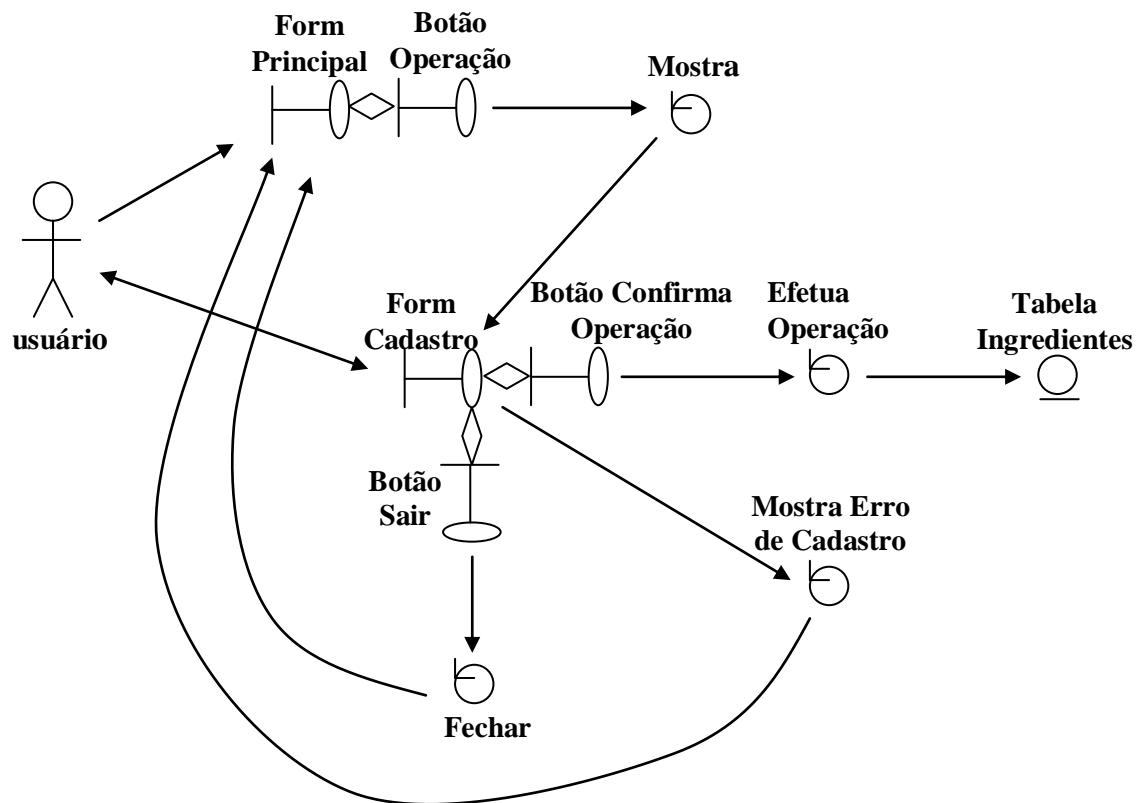 Form
Principal
Botão
Operação
Mostra
usuário
Form
Cadastro
Botão Confirma
Operação
Efetua
Operação
Tabela
Ingredientes
Botão
Sair
Mostra Erro
de Cadastro
Fechar